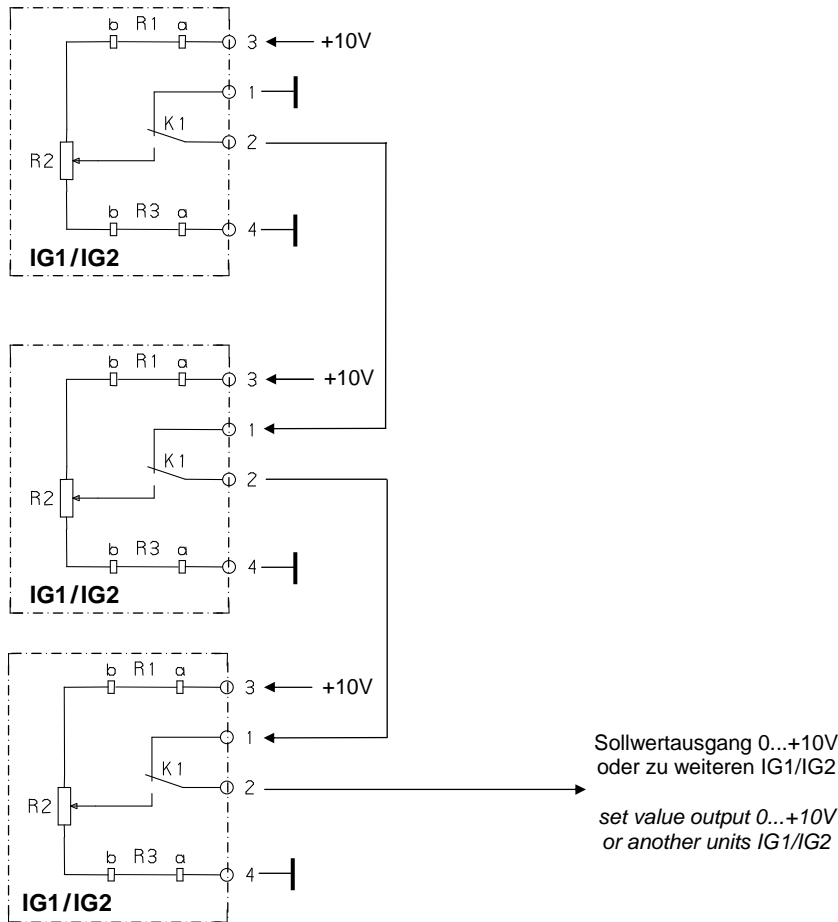 b R1 a
3 +10V
1
K1
2
R2
b R3 a
4
IG1/IG2
b R1 a
3 +10V
1
K1
2
R2
b R3 a
4
IG1/IG2
b R1 a
3 +10V
1
K1
2
R2
b R3 a
4
IG1/IG2
Sollwertausgang 0...+10V
oder zu weiteren IG1/IG2
set value output 0...+10V
or another units IG1/IG2